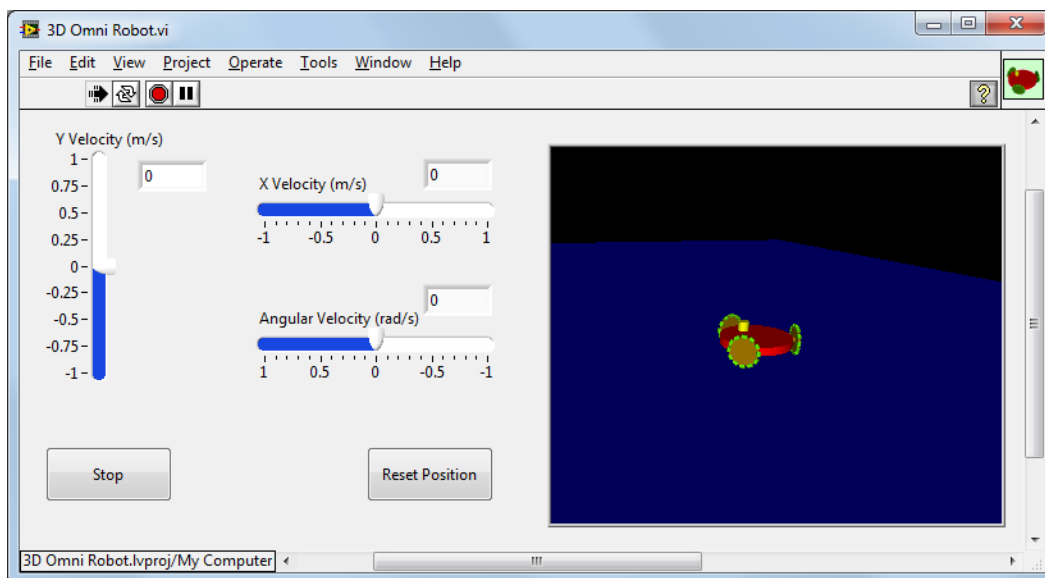 3D Omni Robot.vi
File Edit View Project Operate Tools Window Help
?
Y Velocity (m/s)
1
0.75
0.5
0.25
0
-0.25
-0.5
-0.75
-1
0
X Velocity (m/s)
0
-1 -0.5 0 0.5 1
Angular Velocity (rad/s)
0
1 0.5 0 -0.5 -1
Stop
Reset Position
3D Omni Robot.lvproj/My Computer